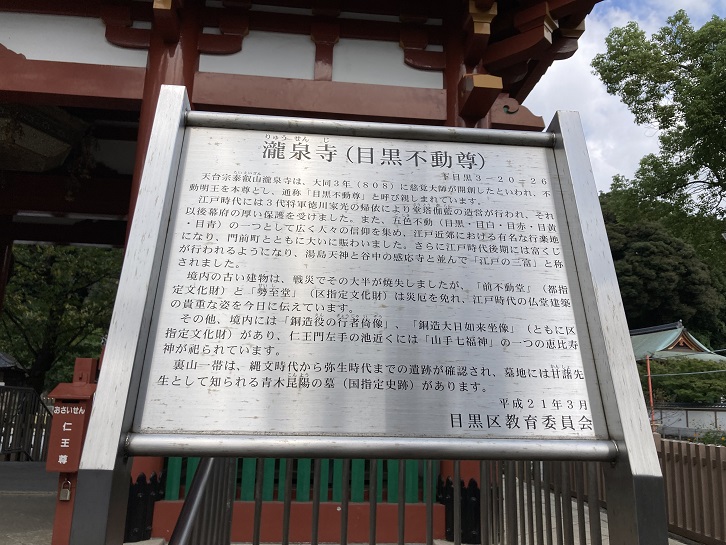 りゅうせんじ
瀧泉寺(目黒不動尊)
下目黒3-20-26
天台宗泰叡山瀧泉寺は、大同3年(808)に慈覚大師が開創したといわれ、不
動明王を本尊とし、通称「目黒不動尊」と呼び親しまれています。
江戸時代には3代将軍徳川家光の帰依により堂塔伽藍の造営が行われ、それ
以後幕府の厚い保護を受けました。また、五色不動(目黒・目白・目赤・目黄
・目青)の一つとして広く人々の信仰を集め、江戸近郊における有名な行楽地
になり、門前町とともに大いに賑わいました。さらに江戸時代後期には富くじ
が行われるようになり、湯島天神と谷中の感応寺と並んで「江戸の三富」と称
されました。
境内の古い建物は、戦災でその大半が焼失しましたが、「前不動堂」(都指
定文化財)と「勢至堂」(区指定文化財)は災厄を免れ、江戸時代の仏堂建築
の貴重な姿を今日に伝えています。
その他、境内には「銅造役の行者倚像」、「銅造大日如来坐像」(ともに区
指定文化財)があり、仁王門左手の池近くには「山手七福神」の一つの恵比寿
神が祀られています。
裏山一帯は、縄文時代から弥生時代までの遺跡が確認され、墓地には甘藷先
生として知られる青木昆陽の墓(国指定史跡)があります。
平成21年3月
目黒区教育委員会
おさいせん
仁王尊